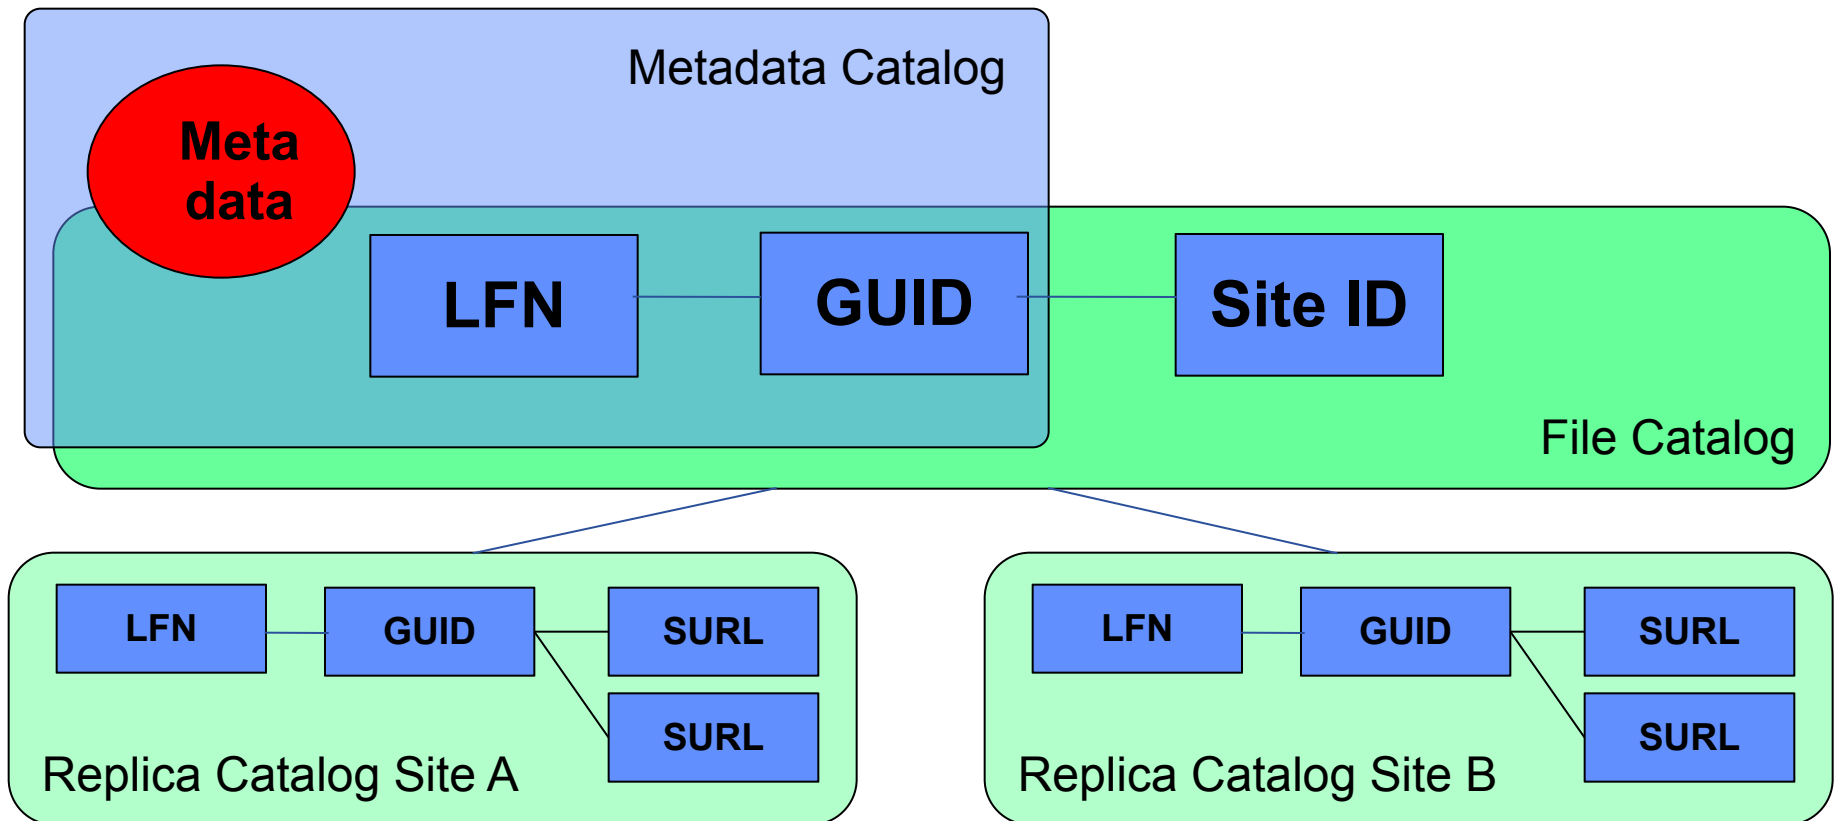 Metadata Catalog
Meta
data
LFN
GUID
Site ID
File Catalog
LFN
GUID
SURL
SURL
Replica Catalog Site A
LFN
GUID
SURL
SURL
Replica Catalog Site B